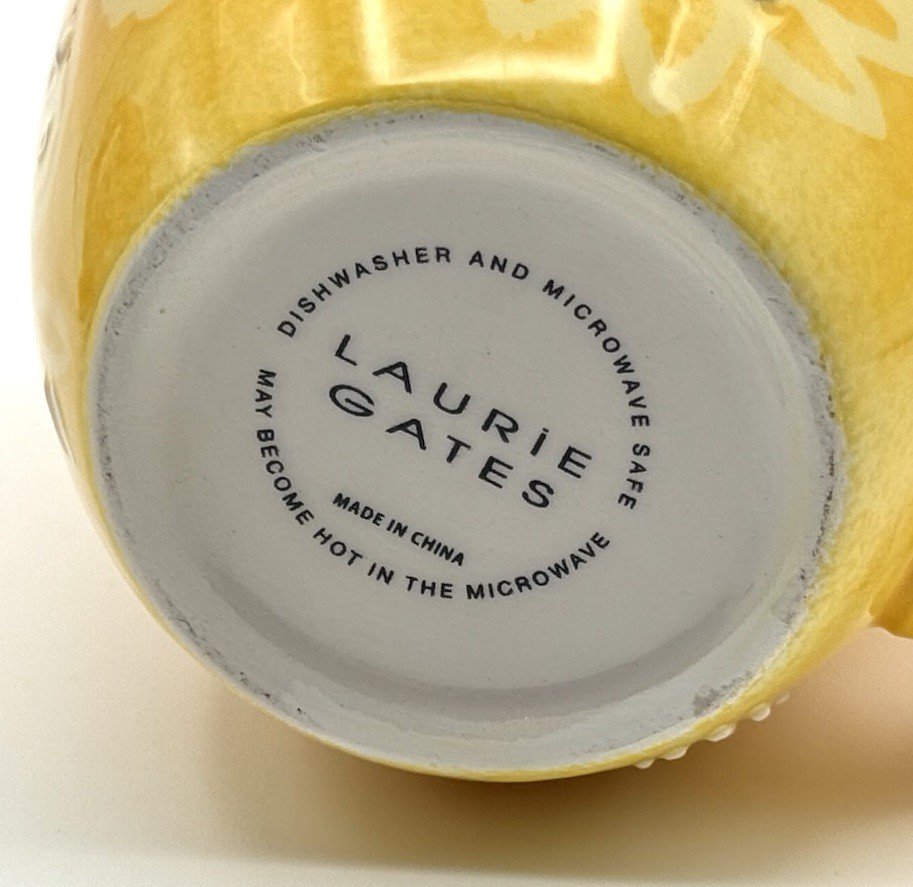 DISHWASHER AND MICROWAVE SAFE
LAURiE
GATES
MADE IN CHINA
MAY BECOME HOT IN THE MICROWAVE